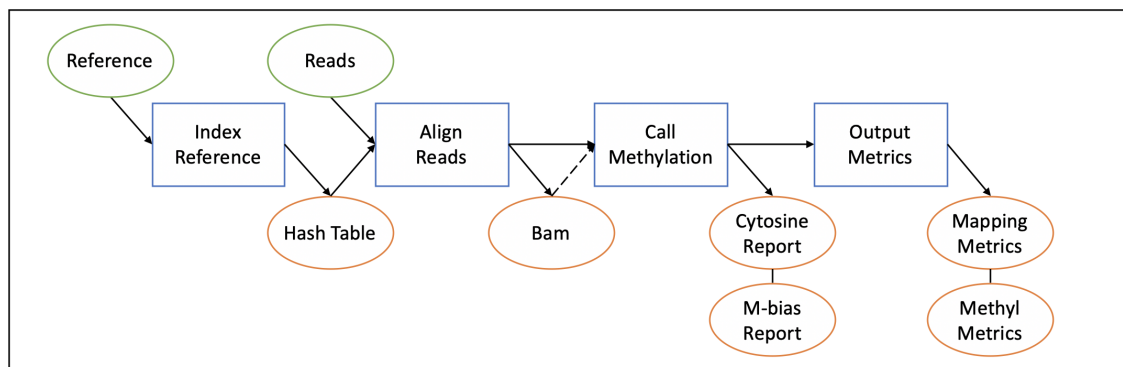 Reference
Reads
Index
Reference
Align
Reads
Call
Methylation
Output
Metrics
Hash Table
Bam
Cytosine
Report
Mapping
Metrics
M-bias
Report
Methyl
Metrics